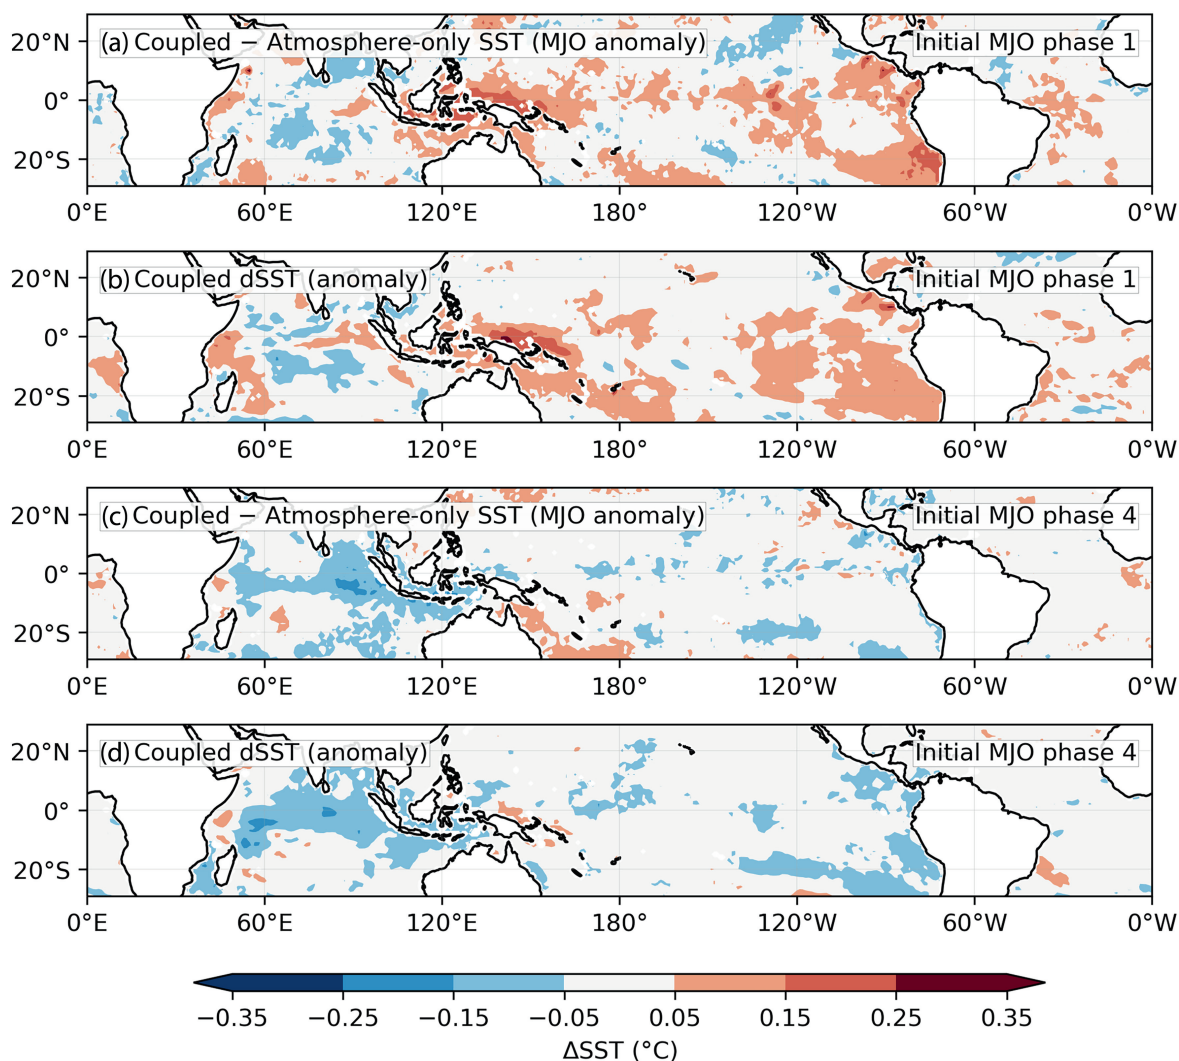 (a) Coupled − Atmosphere-only SST (MJO anomaly) Initial MJO phase 1
20°N
0°
20°S
0°E 60°E 120°E 180 120°W 60°W 0°W
(b) Coupled dSST (anomaly) Initial MJO phase 1
20°N
0°
20°S
0°E 60°E 120°E 180 120°W 60°W 0°W
(c) Coupled − Atmosphere-only SST (MJO anomaly) Initial MJO phase 4
20°N
0°
20°S
0°E 60°E 120°E 180 120°W 60°W 0°W
(d) Coupled dSST (anomaly) Initial MJO phase 4
20°N
0°
20°S
0°E 60°E 120°E 180 120°W 60°W 0°W
−0.35 −0.25 −0.15 −0.05 0.05 0.15 0.25 0.35
ΔSST (°C)